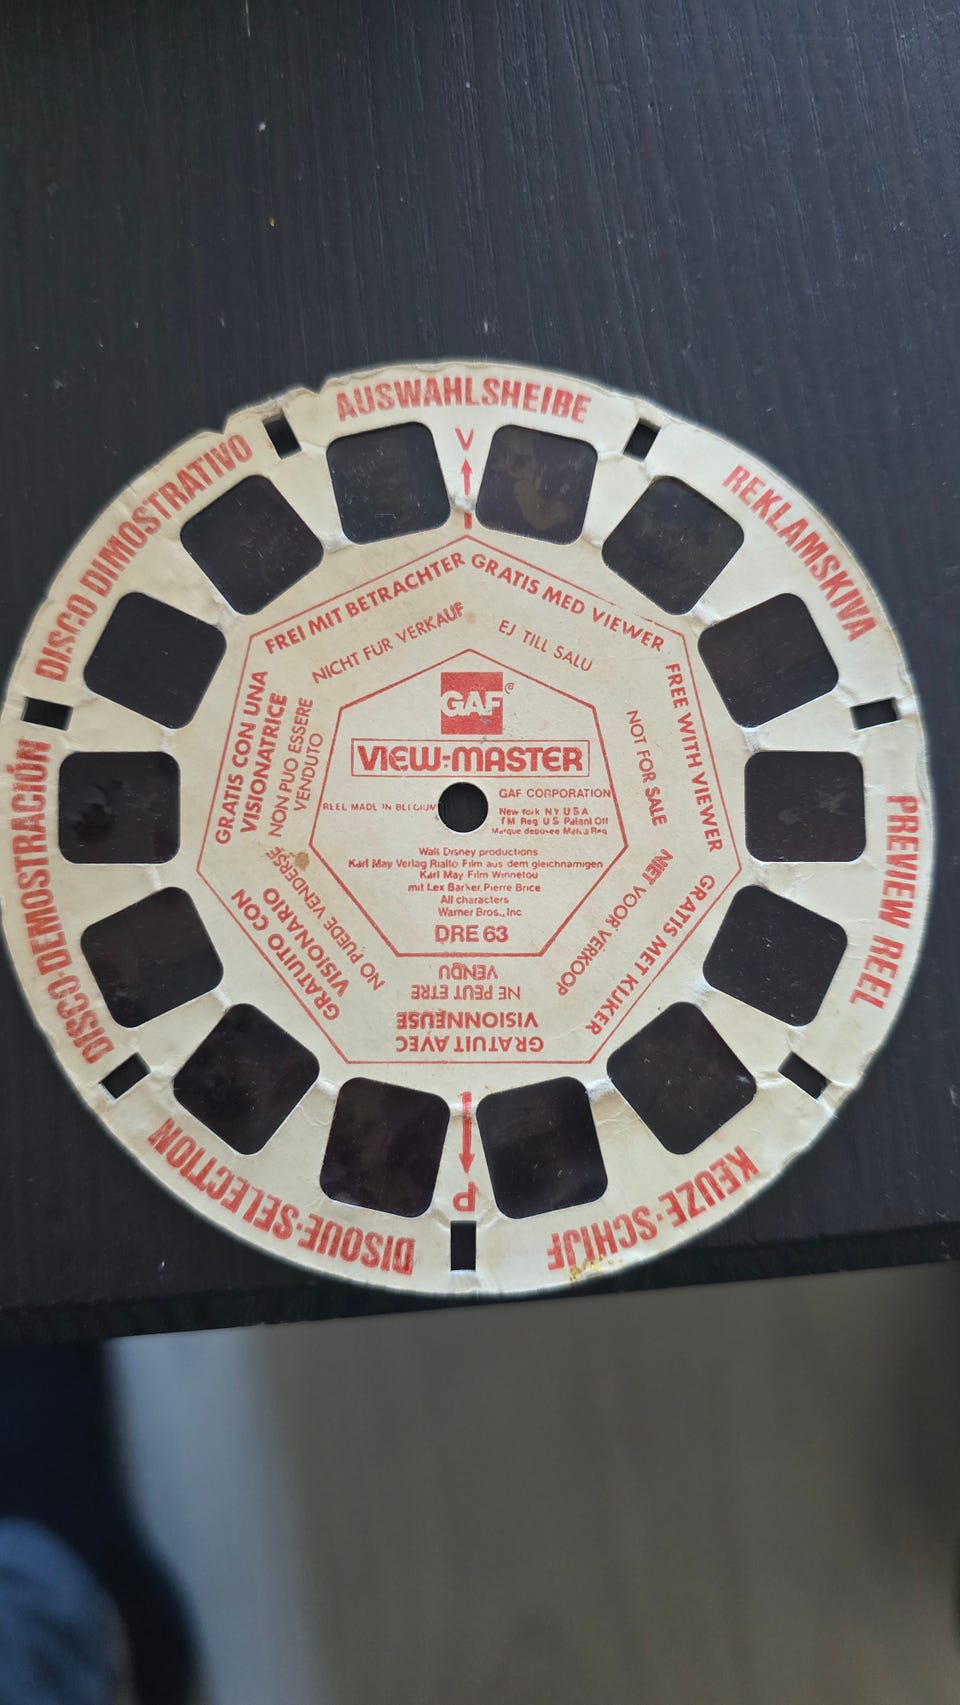 AUSWAHLSHEIBE
REKLAMSKIVA
PREVIEW REEL
KEUZE-SCHIJF
DISQUE-SELECTION
DISCO-DEMOSTRACIÓN
DISCO DIMOSTRATIVO
V
P
FREI MIT BETRACHTER
NICHT FUR VERKAUF
GRATIS MED VIEWER
EJ TILL SALU
FREE WITH VIEWER
NOT FOR SALE
GRATIS MET KIJKER
NIET VOOR VERKOOP
GRATUIT AVEC
VISIONNEUSE
NE PEUT ETRE
VENDU
GRATUITO CON
VISIONARIO
NO PUEDE VENDERSE
GRATIS CON UNA
VISIONATRICE
NON PUO ESSERE
VENDUTO
GAF®
VIEW-MASTER
REEL MADE IN BELGIUM
GAF CORPORATION
New York NY USA
TM Reg US Patent Off
Marque deposee Marca Reg
Walt Disney productions
Karl May Verlag Rialto Film aus dem gleichnamigen
Karl May Film Winnetou
mit Lex Barker, Pierre Brice
All characters
Warner Bros., Inc
DRE 63